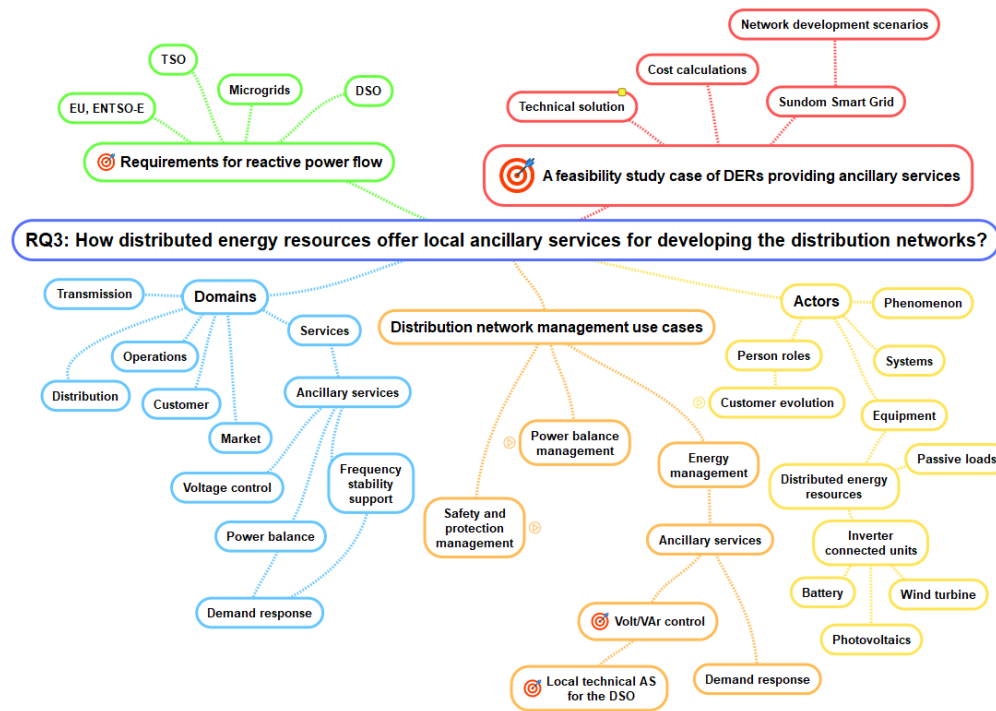 Network development scenarios
TSO
Cost calculations
Microgrids
DSO
EU, ENTSO-E
Technical solution
Sundom Smart Grid
Requirements for reactive power flow
A feasibility study case of DERs providing ancillary services
RQ3: How distributed energy resources offer local ancillary services for developing the distribution networks?
Transmission
Domains
Services
Operations
Distribution
Customer
Market
Ancillary services
Voltage control
Frequency
stability
support
Power balance
Demand response
Distribution network management use cases
Power balance
management
Safety and
protection
management
Energy
management
Ancillary services
Volt/VAr control
Local technical AS
for the DSO
Demand response
Actors
Phenomenon
Person roles
Systems
Customer evolution
Equipment
Passive loads
Distributed energy
resources
Inverter
connected units
Battery
Wind turbine
Photovoltaics